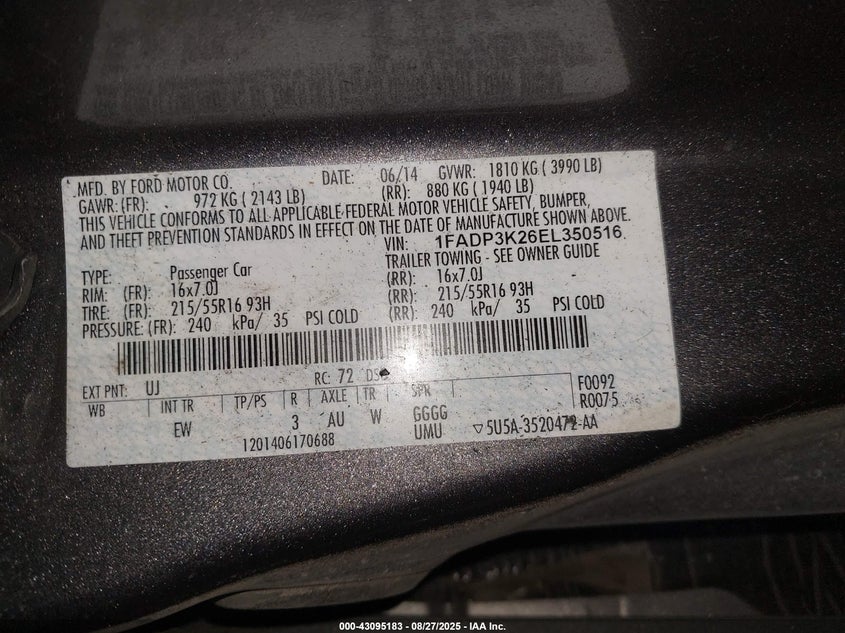 MFD. BY FORD MOTOR CO. DATE: 06/14 GVWR: 1810 KG ( 3990 LB)
GAWR: (FR): 972 KG ( 2143 LB) (RR): 880 KG ( 1940 LB)
THIS VEHICLE CONFORMS TO ALL APPLICABLE FEDERAL MOTOR VEHICLE SAFETY, BUMPER,
AND THEFT PREVENTION STANDARDS IN EFFECT ON THE DATE OF MANUFACTURE SHOWN ABOVE.
VIN: 1FADP3K26EL350516
TRAILER TOWING - SEE OWNER GUIDE
TYPE: Passenger Car
RIM: (FR): 16x7.0J (RR): 16x7.0J
TIRE: (FR): 215/55R16 93H (RR): 215/55R16 93H
PRESSURE: (FR): 240 kPa/ 35 PSI COLD (RR): 240 kPa/ 35 PSI COLD
EXT PNT: UJ RC: 72 DSO
WB INT TR TP/PS R AXLE TR SPR F0092
EW 3 AU W GGGG R0075
UMU ▽5U5A-3520472-AA
1201406170688
000-43095183 - 08/27/2025 - IAA Inc.